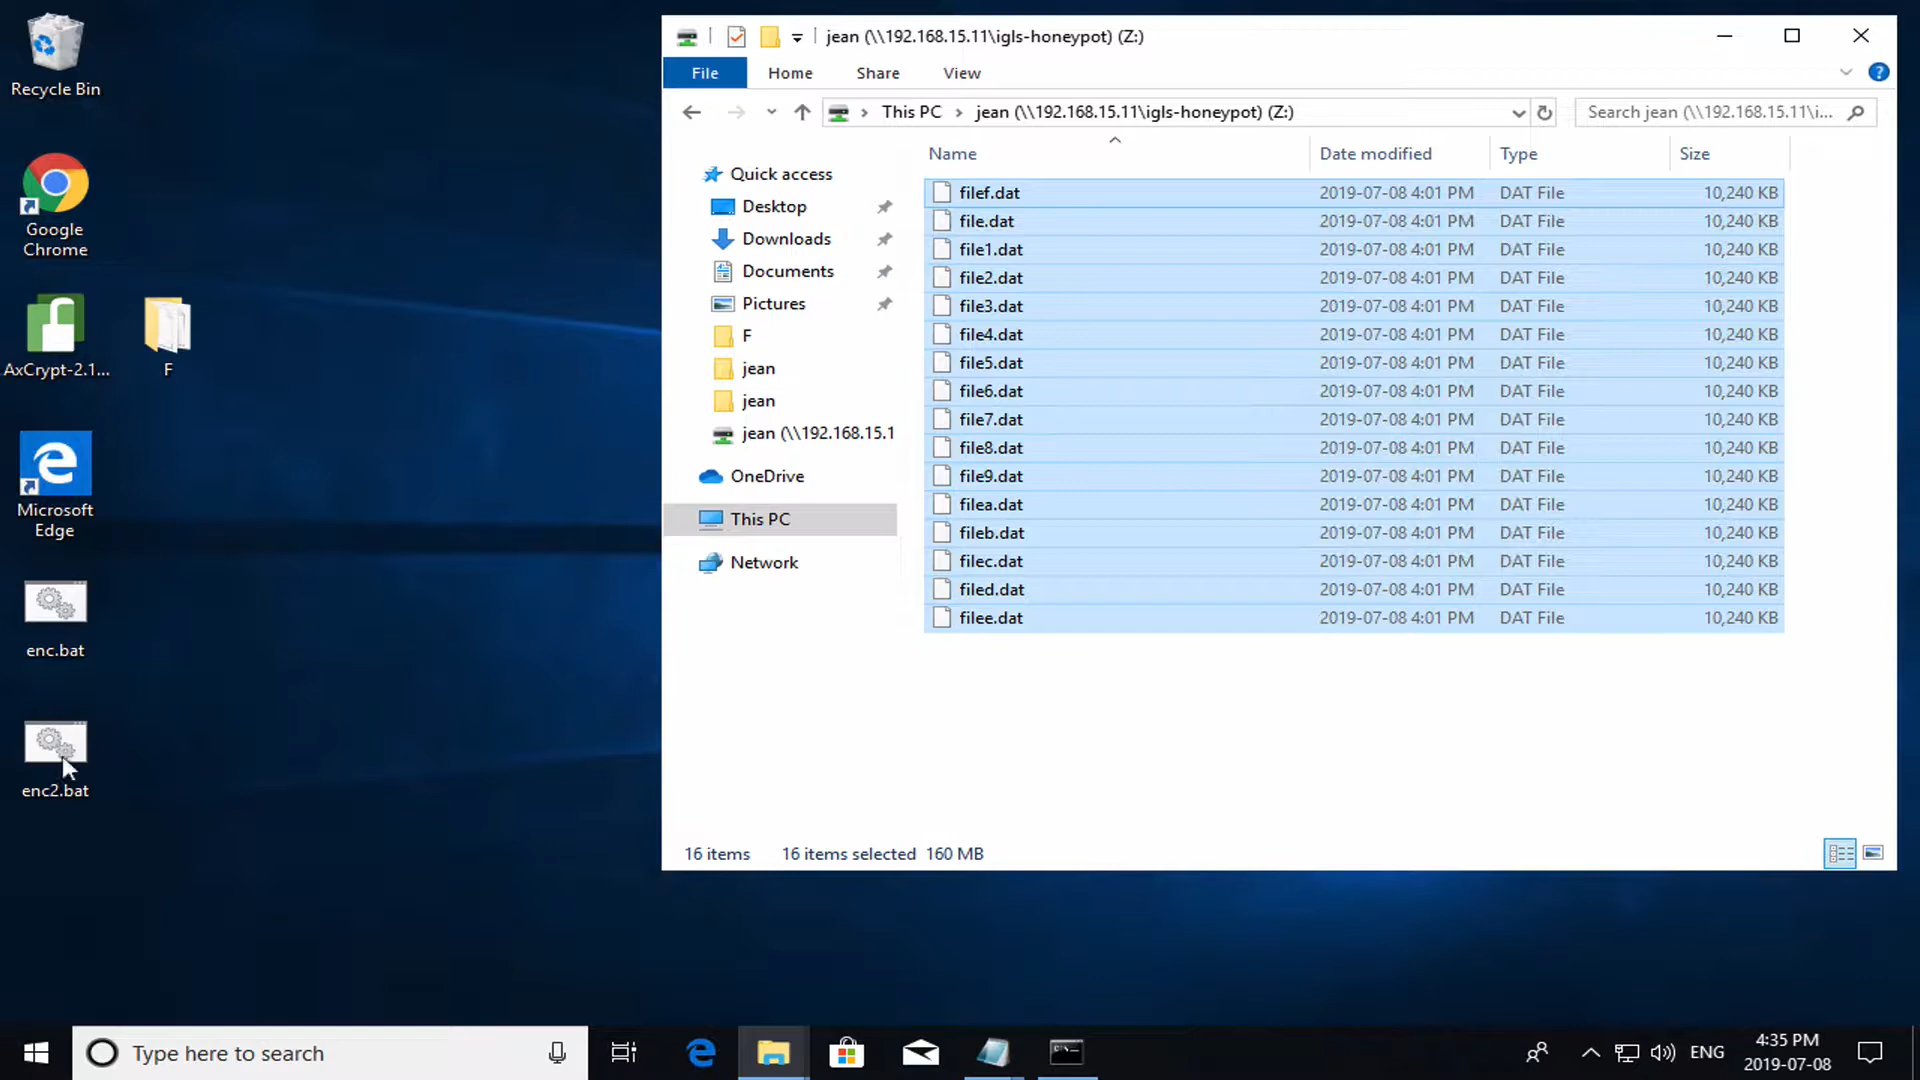 Recycle Bin
Google
Chrome
AxCrypt-2.1...
F
Microsoft
Edge
enc.bat
enc2.bat
jean (\\192.168.15.11\igls-honeypot) (Z:)
File Home Share View
This PC jean (\\192.168.15.11\igls-honeypot) (Z:)
Search jean (\\192.168.15.11\i...
Quick access
Desktop
Downloads
Documents
Pictures
F
jean
jean
jean (\\192.168.15.1
OneDrive
This PC
Network
Name Date modified Type Size
filef.dat 2019-07-08 4:01 PM DAT File 10,240 KB
file.dat 2019-07-08 4:01 PM DAT File 10,240 KB
file1.dat 2019-07-08 4:01 PM DAT File 10,240 KB
file2.dat 2019-07-08 4:01 PM DAT File 10,240 KB
file3.dat 2019-07-08 4:01 PM DAT File 10,240 KB
file4.dat 2019-07-08 4:01 PM DAT File 10,240 KB
file5.dat 2019-07-08 4:01 PM DAT File 10,240 KB
file6.dat 2019-07-08 4:01 PM DAT File 10,240 KB
file7.dat 2019-07-08 4:01 PM DAT File 10,240 KB
file8.dat 2019-07-08 4:01 PM DAT File 10,240 KB
file9.dat 2019-07-08 4:01 PM DAT File 10,240 KB
filea.dat 2019-07-08 4:01 PM DAT File 10,240 KB
fileb.dat 2019-07-08 4:01 PM DAT File 10,240 KB
filec.dat 2019-07-08 4:01 PM DAT File 10,240 KB
filed.dat 2019-07-08 4:01 PM DAT File 10,240 KB
filee.dat 2019-07-08 4:01 PM DAT File 10,240 KB
16 items 16 items selected 160 MB
Type here to search
ENG
4:35 PM
2019-07-08